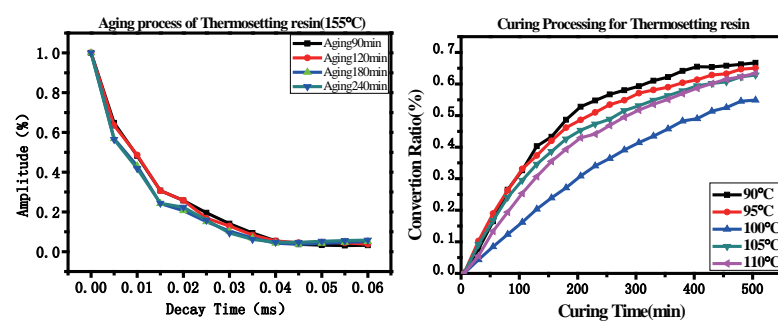 Aging process of Thermosetting resin(155℃)
Aging90min
Aging120min
Aging180min
Aging240min
1.0
0.8
0.6
0.4
0.2
0.0
Amplitude (%)
0.00 0.01 0.02 0.03 0.04 0.05 0.06
Decay Time (ms)
Curing Processing for Thermosetting resin
0.7
0.6
0.5
0.4
0.3
0.2
0.1
0.0
Convertion Ratio(%)
90℃
95℃
100℃
105℃
110℃
0 100 200 300 400 500
Curing Time(min)